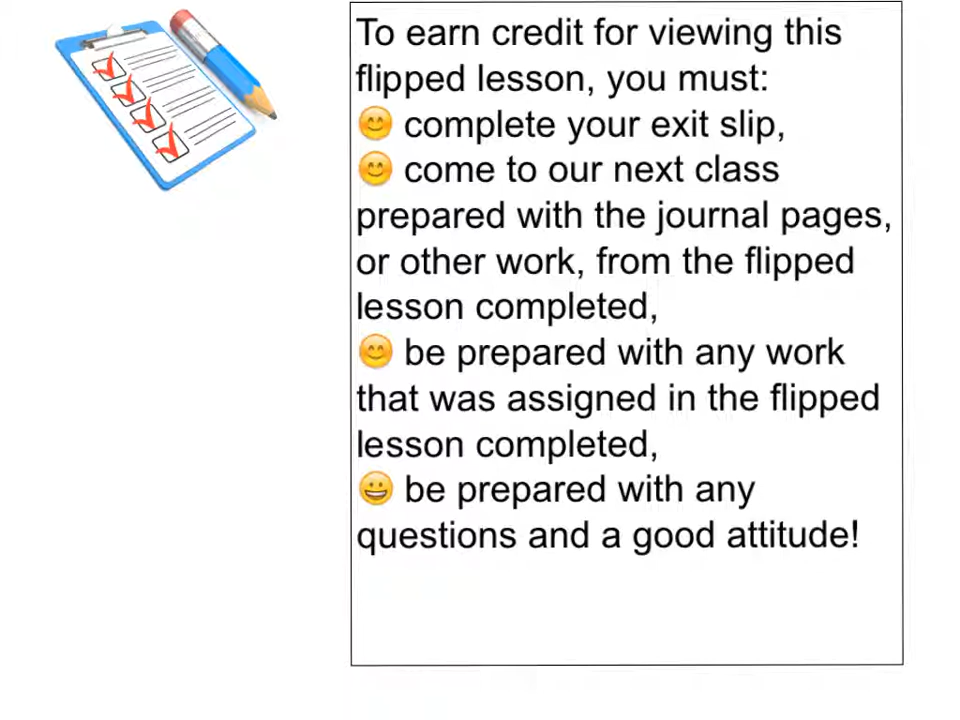 To earn credit for viewing this
flipped lesson, you must:
😊 complete your exit slip,
😊 come to our next class
prepared with the journal pages,
or other work, from the flipped
lesson completed,
😊 be prepared with any work
that was assigned in the flipped
lesson completed,
😀 be prepared with any
questions and a good attitude!